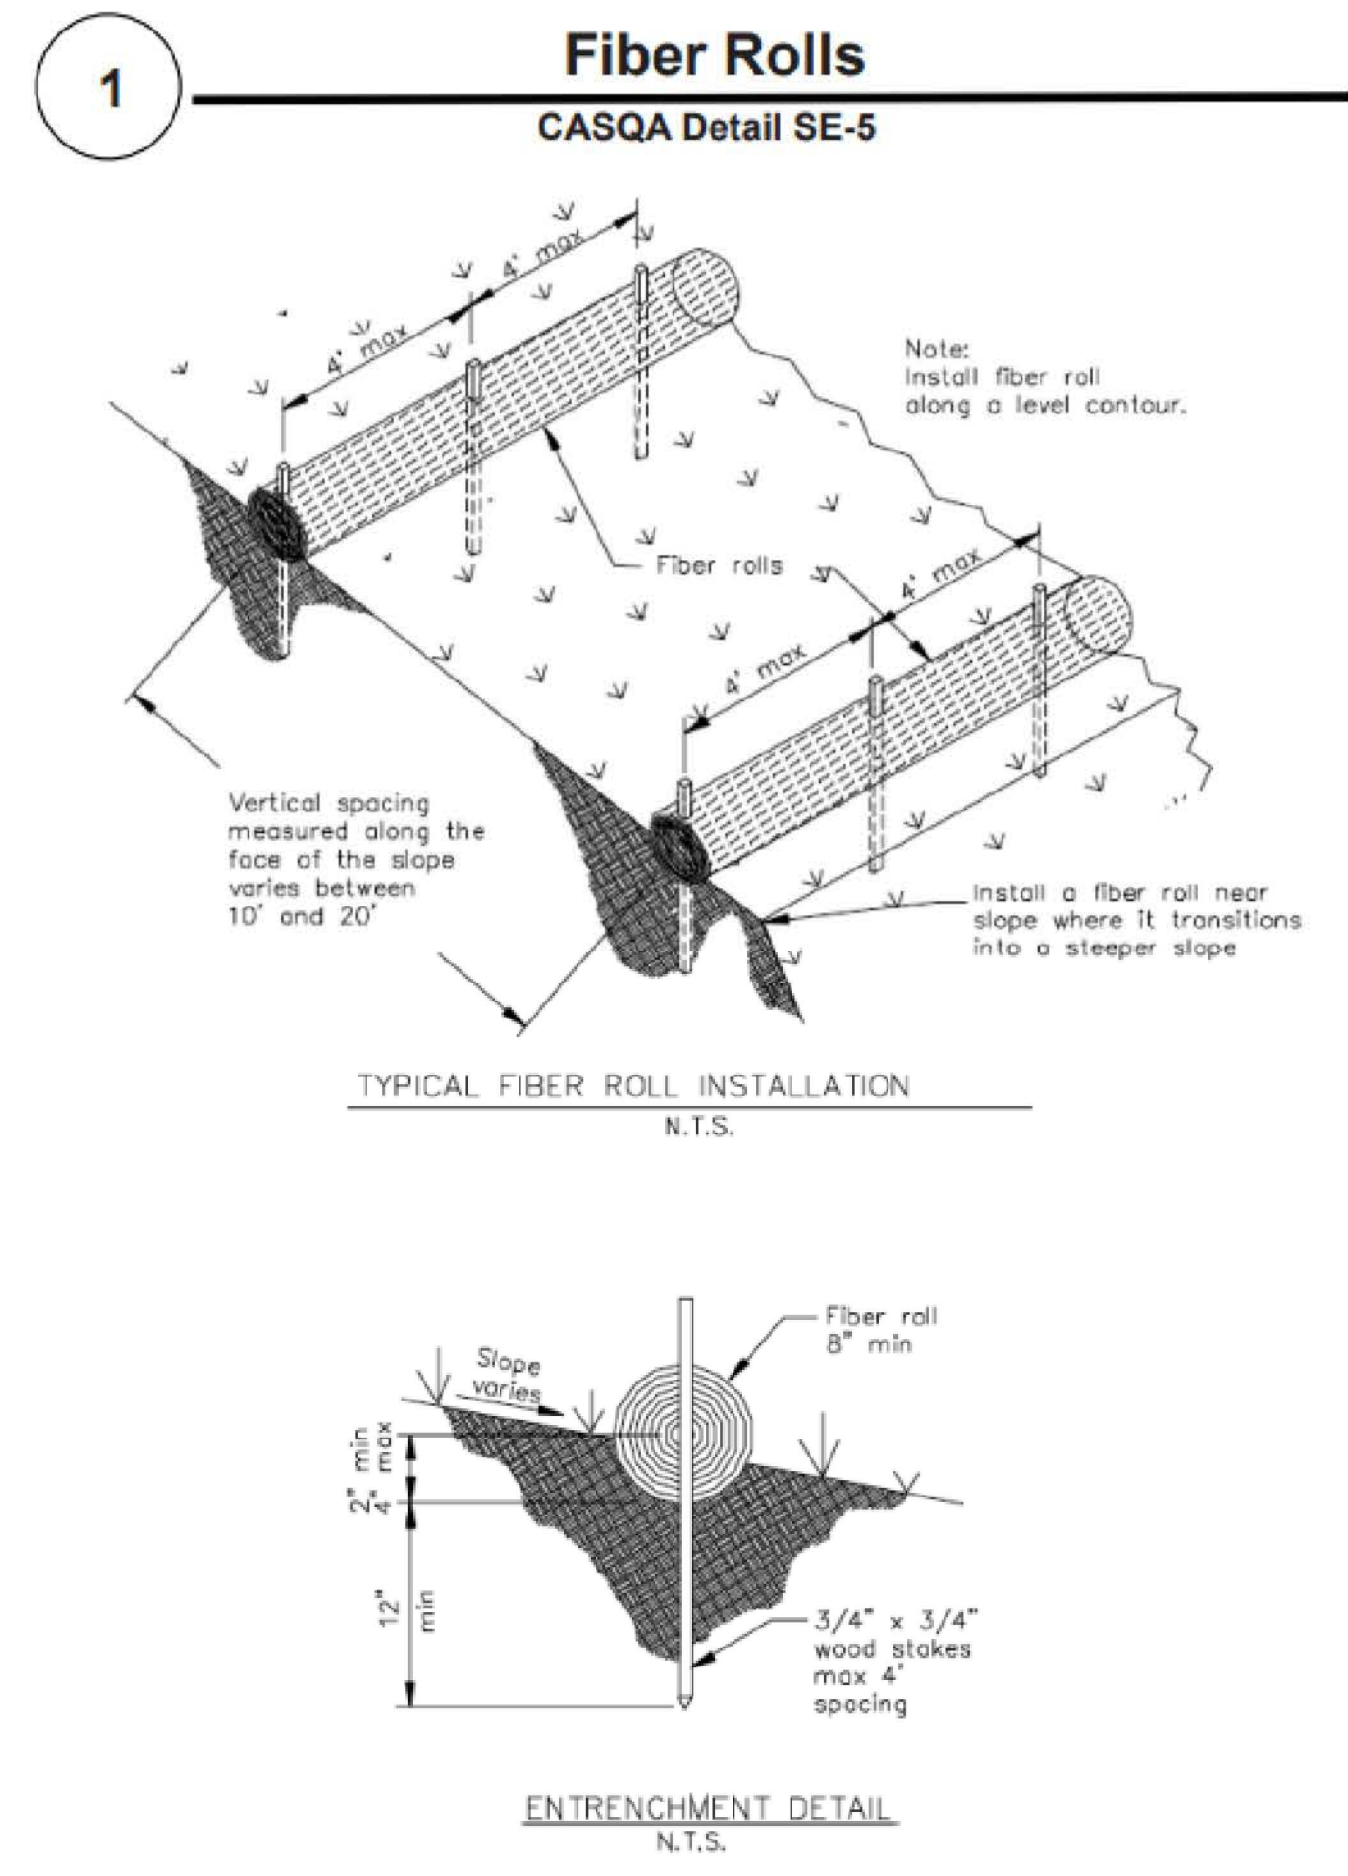 1
Fiber Rolls
CASQA Detail SE-5
4' max
4' max
Note:
Install fiber roll
along a level contour.
Fiber rolls
4' max
4' max
Vertical spacing
measured along the
face of the slope
varies between
10' and 20'
Install a fiber roll near
slope where it transitions
into a steeper slope
TYPICAL FIBER ROLL INSTALLATION
N.T.S.
Fiber roll
8" min
Slope
varies
2" min
4" max
12"
min
3/4" x 3/4"
wood stakes
max 4'
spacing
ENTRENCHMENT DETAIL
N.T.S.